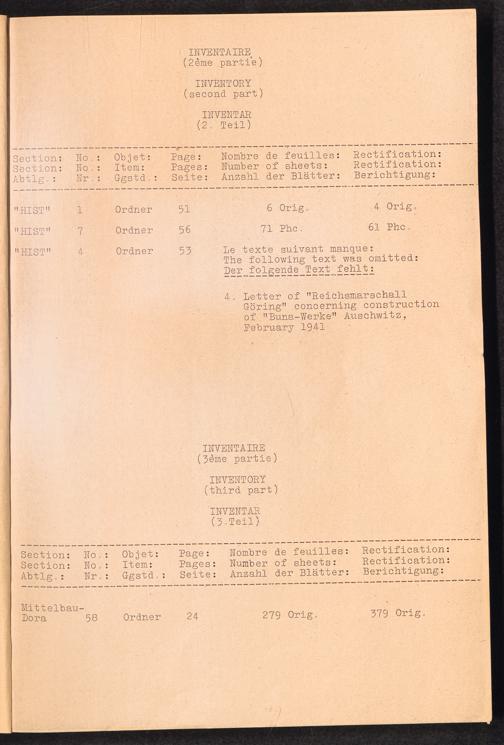 INVENTAIRE
(2ème partie)
INVENTORY
(second part)
INVENTAR
(2. Teil)
Section: No.: Objet: Page: Nombre de feuilles: Rectification:
Section: No.: Item: Pages: Number of sheets: Rectification:
Abtlg.: Nr.: Ggstd.: Seite: Anzahl der Blätter: Berichtigung:
"HIST" 1 Ordner 51 6 Orig. 4 Orig.
"HIST" 7 Ordner 56 71 Phc. 61 Phc.
"HIST" 4 Ordner 53 Le texte suivant manque:
The following text was omitted:
Der folgende Text fehlt:
4. Letter of "Reichsmarschall
Göring" concerning construction
of "Buna-Werke" Auschwitz,
February 1941
INVENTAIRE
(3ème partie)
INVENTORY
(third part)
INVENTAR
(3.Teil)
Section: No.: Objet: Page: Nombre de feuilles: Rectification:
Section: No.: Item: Pages: Number of sheets: Rectification:
Abtlg.: Nr.: Ggstd.: Seite: Anzahl der Blätter: Berichtigung:
Mittelbau-
Dora 58 Ordner 24 279 Orig. 379 Orig.